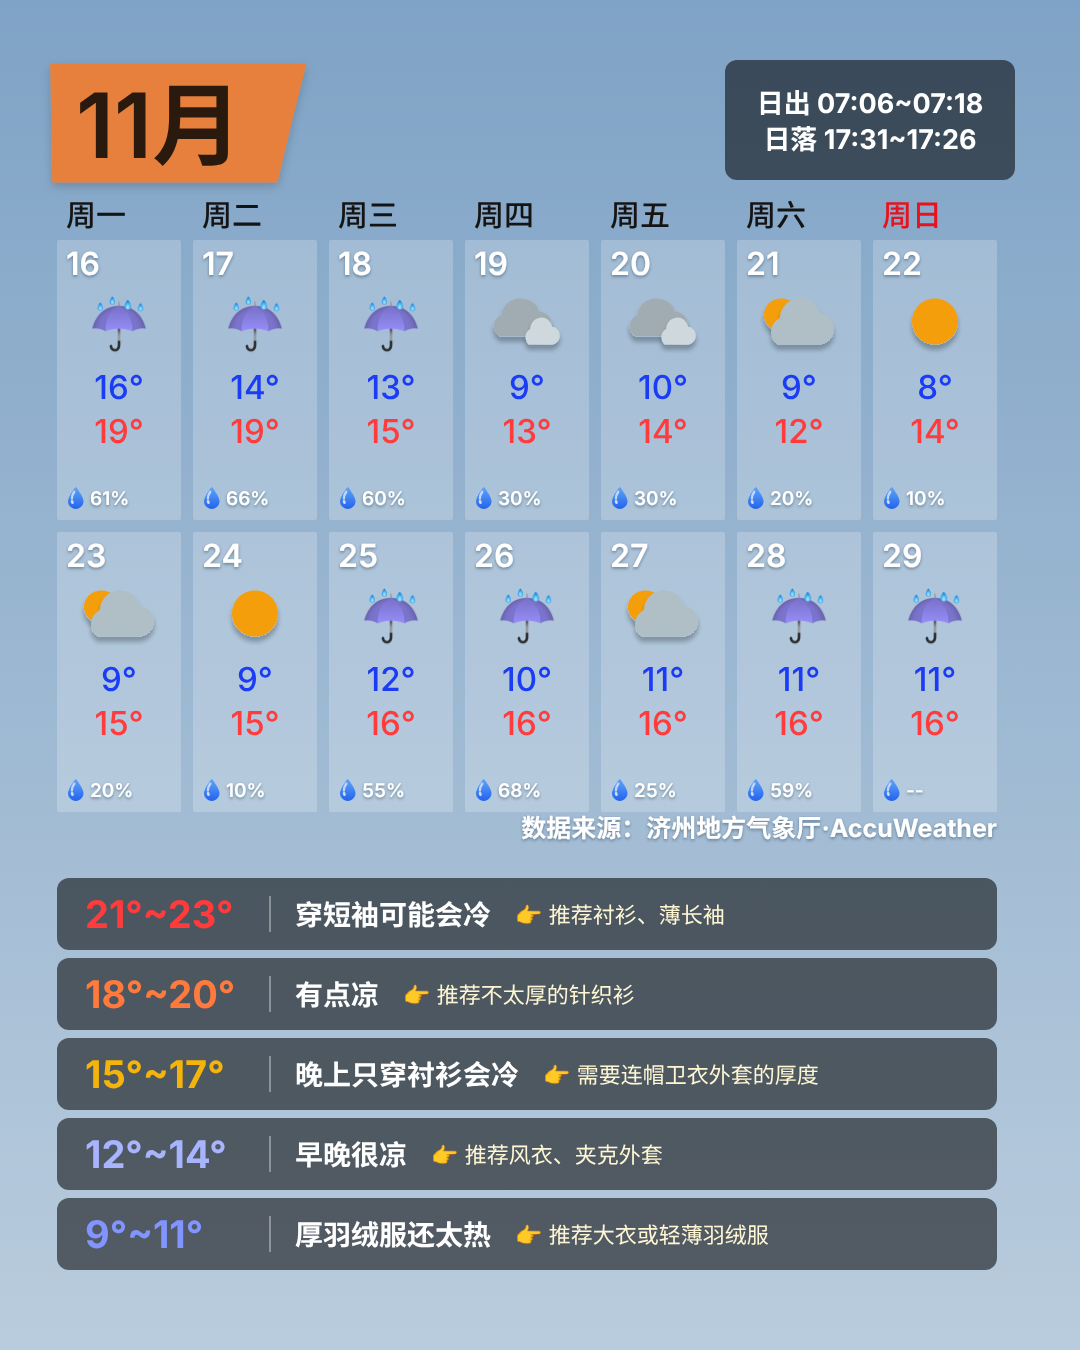 11月
日出 07:06~07:18
日落 17:31~17:26
周一 周二 周三 周四 周五 周六 周日
16 17 18 19 20 21 22
16° 14° 13° 9° 10° 9° 8°
19° 19° 15° 13° 14° 12° 14°
61% 66% 60% 30% 30% 20% 10%
23 24 25 26 27 28 29
9° 9° 12° 10° 11° 11° 11°
15° 15° 16° 16° 16° 16° 16°
20% 10% 55% 68% 25% 59% --
数据来源：济州地方气象厅·AccuWeather
21°~23° 穿短袖可能会冷 👉 推荐衬衫、薄长袖
18°~20° 有点凉 👉 推荐不太厚的针织衫
15°~17° 晚上只穿衬衫会冷 👉 需要连帽卫衣外套的厚度
12°~14° 早晚很凉 👉 推荐风衣、夹克外套
9°~11° 厚羽绒服还太热 👉 推荐大衣或轻薄羽绒服